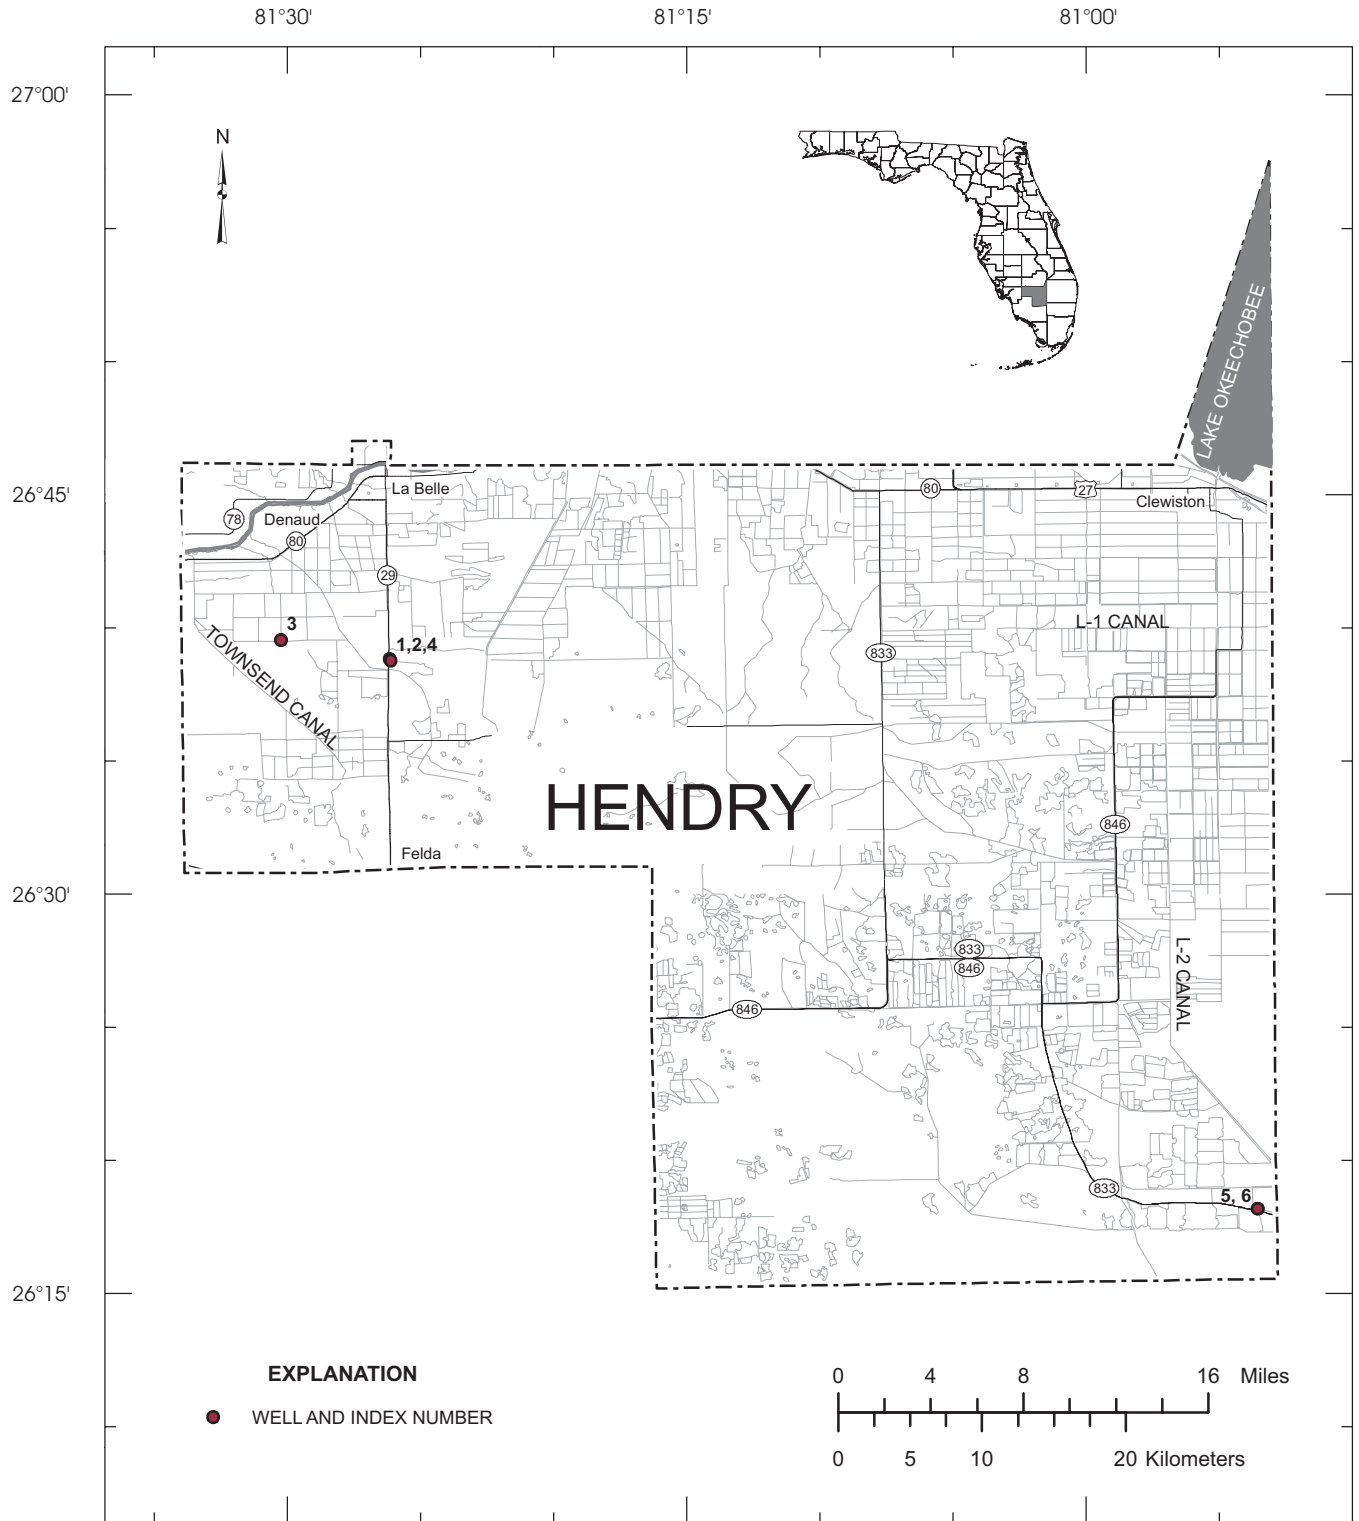 81°30'
81°15'
81°00'
27°00'
N
LAKE OKEECHOBEE
26°45'
La Belle
80
27
Clewiston
78
Denaud
80
29
3
L-1 CANAL
1,2,4
833
TOWNSEND CANAL
HENDRY
846
Felda
26°30'
833
846
L-2 CANAL
846
833
5, 6
26°15'
EXPLANATION
WELL AND INDEX NUMBER
0 4 8 16 Miles
0 5 10 20 Kilometers